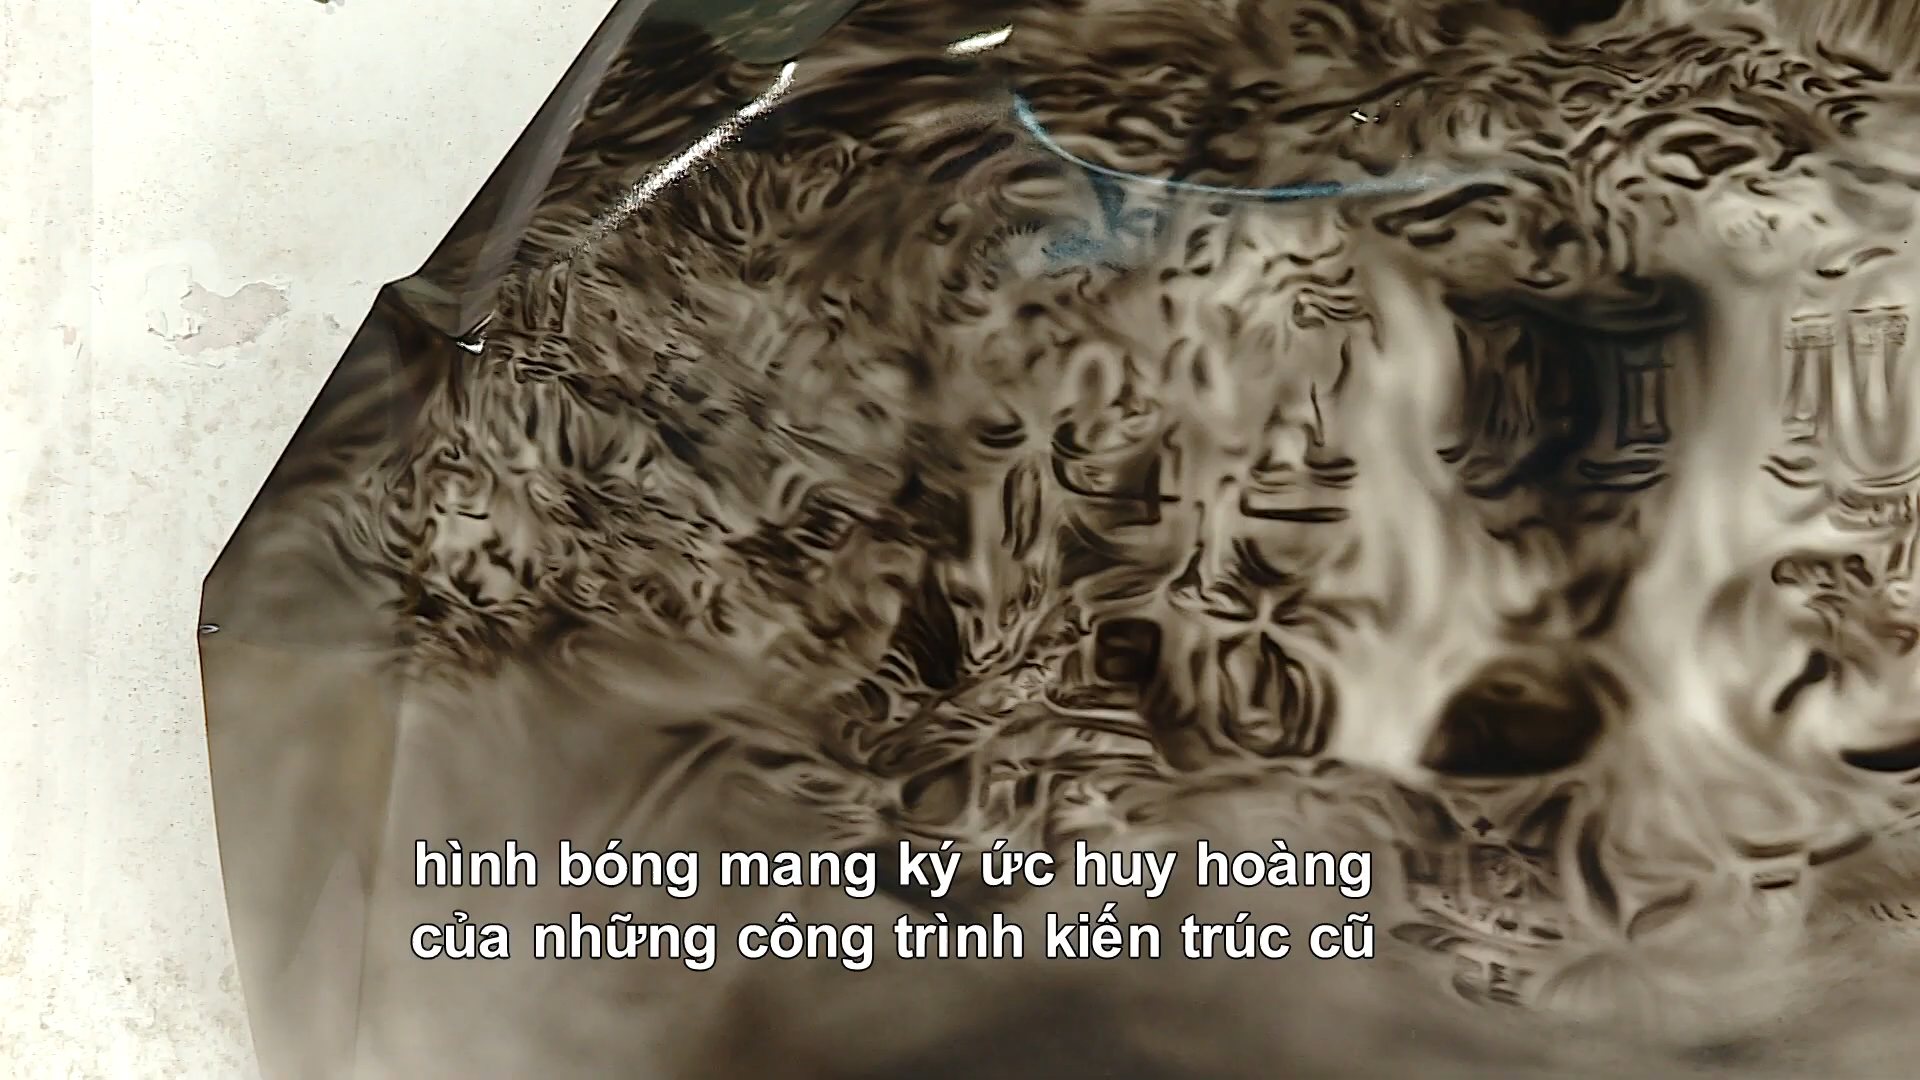 hình bóng mang ký ức huy hoàng
của những công trình kiến trúc cũ